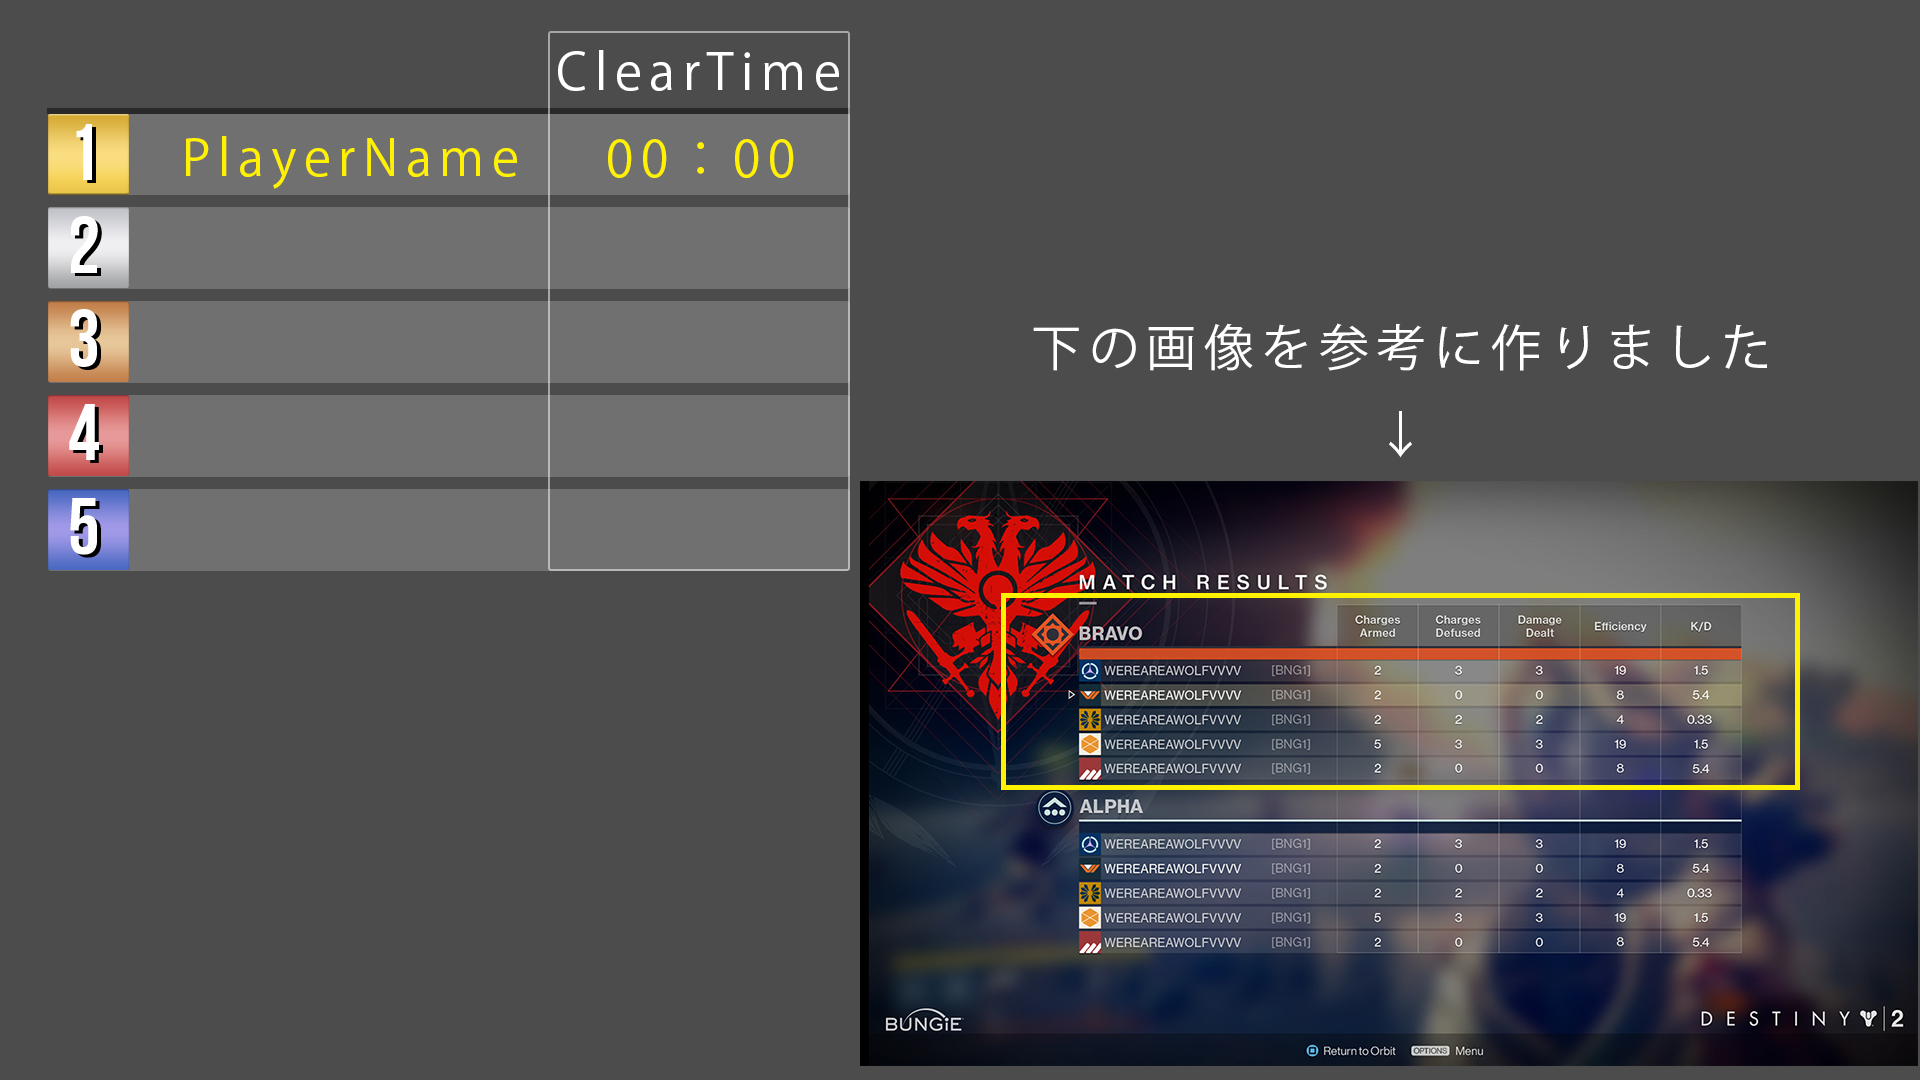 ClearTime
1 PlayerName 00：00
2
3
4
5
下の画像を参考に作りました
↓
MATCH RESULTS
BRAVO Charges Armed Charges Defused Damage Dealt Efficiency K/D
WEREAREAWOLFVVVV [BNG1] 2 3 3 19 1.5
WEREAREAWOLFVVVV [BNG1] 2 0 0 8 5.4
WEREAREAWOLFVVVV [BNG1] 2 2 2 4 0.33
WEREAREAWOLFVVVV [BNG1] 5 3 3 19 1.5
WEREAREAWOLFVVVV [BNG1] 2 0 0 8 5.4
ALPHA
WEREAREAWOLFVVVV [BNG1] 2 3 3 19 1.5
WEREAREAWOLFVVVV [BNG1] 2 0 0 8 5.4
WEREAREAWOLFVVVV [BNG1] 2 2 2 4 0.33
WEREAREAWOLFVVVV [BNG1] 5 3 3 19 1.5
WEREAREAWOLFVVVV [BNG1] 2 0 0 8 5.4
BUNGiE
DESTINY 2
Return to Orbit OPTIONS Menu